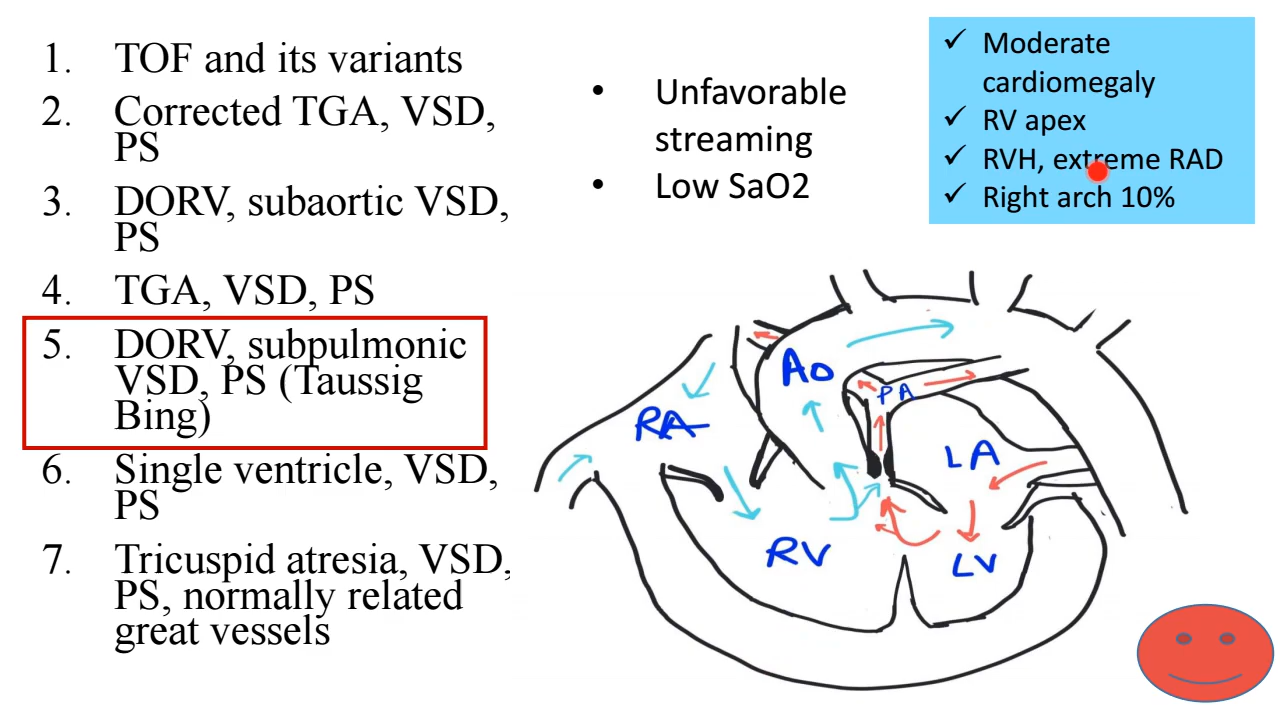 1. TOF and its variants
2. Corrected TGA, VSD,
PS
3. DORV, subaortic VSD,
PS
4. TGA, VSD, PS
5. DORV, subpulmonic
VSD, PS (Taussig
Bing)
6. Single ventricle, VSD,
PS
7. Tricuspid atresia, VSD,
PS, normally related
great vessels
• Unfavorable
streaming
• Low SaO2
✓ Moderate
cardiomegaly
✓ RV apex
✓ RVH, extreme RAD
✓ Right arch 10%
Ao
PA
RA
LA
RV
LV